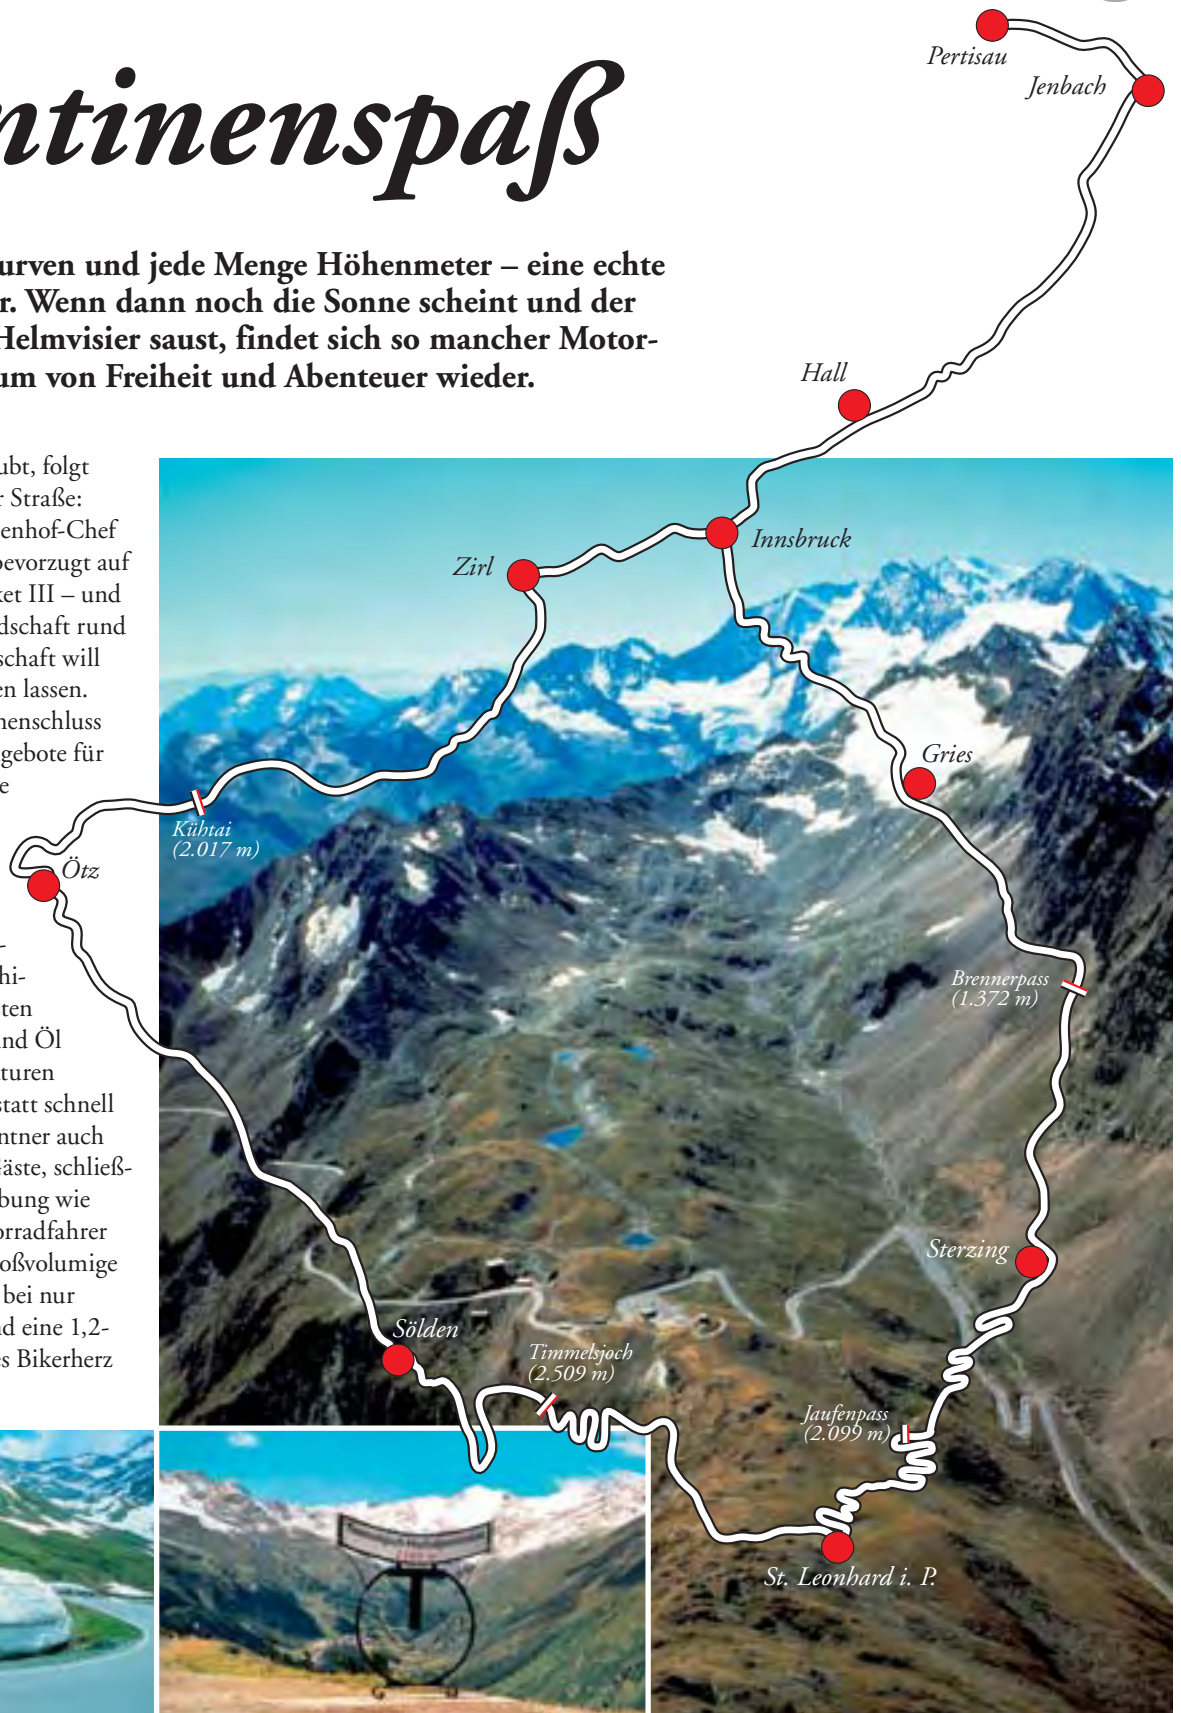 ntinenspaß
urven und jede Menge Höhenmeter – eine echte
r. Wenn dann noch die Sonne scheint und der
Helmvisier saust, findet sich so mancher Motor-
um von Freiheit und Abenteuer wieder.
ubt, folgt
r Straße:
enhof-Chef
bevorzugt auf
ket III – und
dschaft rund
schaft will
en lassen.
nenschluss
gebote für
e
-
hi-
ten
nd Öl
turen
statt schnell
ntner auch
Gäste, schließ-
bung wie
orradfahrer
oßvolumige
bei nur
nd eine 1,2-
es Bikerherz
Pertisau
Jenbach
Hall
Innsbruck
Zirl
Gries
Kühtai
(2.017 m)
Ötz
Brennerpass
(1.372 m)
Sterzing
Sölden
Timmelsjoch
(2.509 m)
Jaufenpass
(2.099 m)
St. Leonhard i. P.